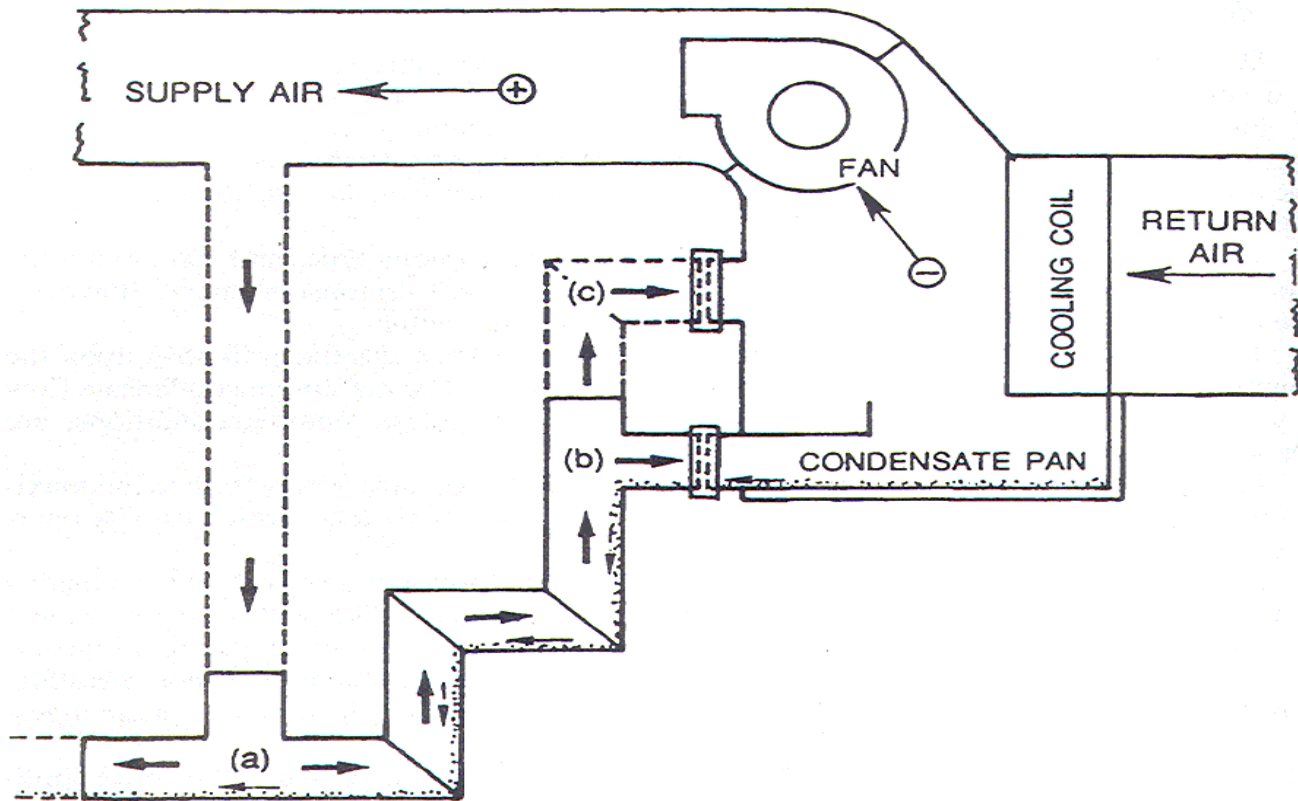 SUPPLY AIR
+
FAN
COOLING COIL
RETURN
AIR
−
(c)
(b)
CONDENSATE PAN
(a)